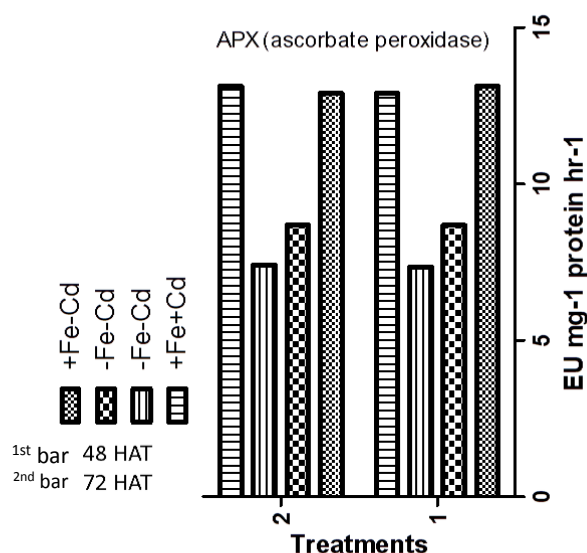 APX (ascorbate peroxidase)
15
10
5
0
EU mg-1 protein hr-1
+Fe-Cd
-Fe-Cd
-Fe-Cd
+Fe+Cd
1st bar 48 HAT
2nd bar 72 HAT
2
1
Treatments